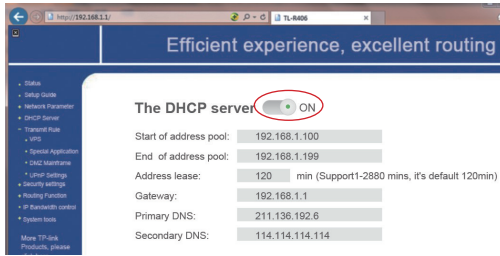 http://192.168.1.1/
TL-R406
Efficient experience, excellent routing
Status
Setup Guide
Network Parameter
DHCP Server
Transmit Rule
VPS
Special Application
DMZ Mainframe
UPnP Settings
Security settings
Routing Function
IP Bandwidth control
System tools
More TP-link
Products, please
The DHCP server ON
Start of address pool: 192.168.1.100
End of address pool: 192.168.1.199
Address lease: 120 min (Support1-2880 mins, it's default 120min)
Gateway: 192.168.1.1
Primary DNS: 211.136.192.6
Secondary DNS: 114.114.114.114